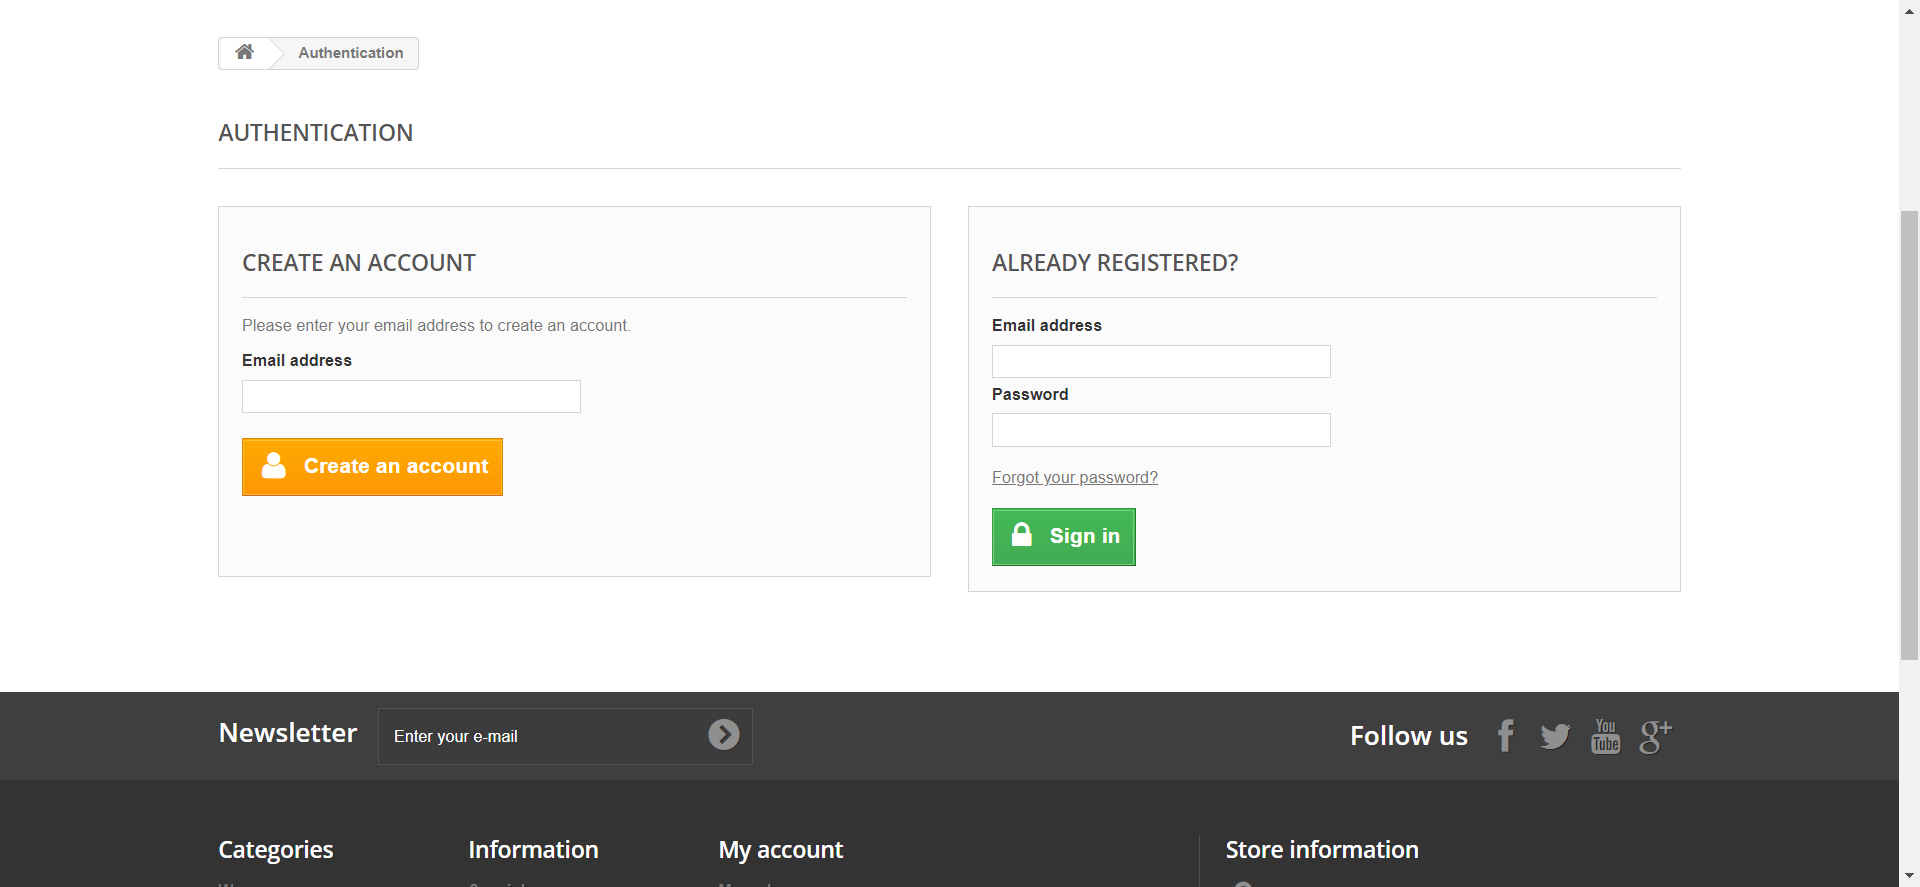 Authentication
AUTHENTICATION
CREATE AN ACCOUNT
Please enter your email address to create an account.
Email address
Create an account
ALREADY REGISTERED?
Email address
Password
Forgot your password?
Sign in
Newsletter
Enter your e-mail
Follow us
You
Tube
g+
Categories
Information
My account
Store information